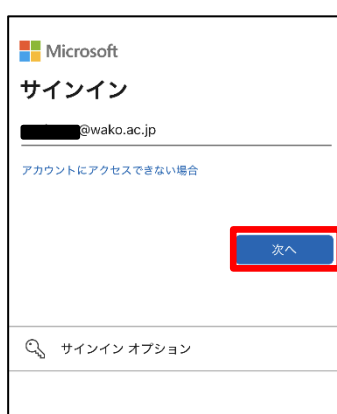 Microsoft
サインイン
@wako.ac.jp
アカウントにアクセスできない場合
次へ
サインイン オプション